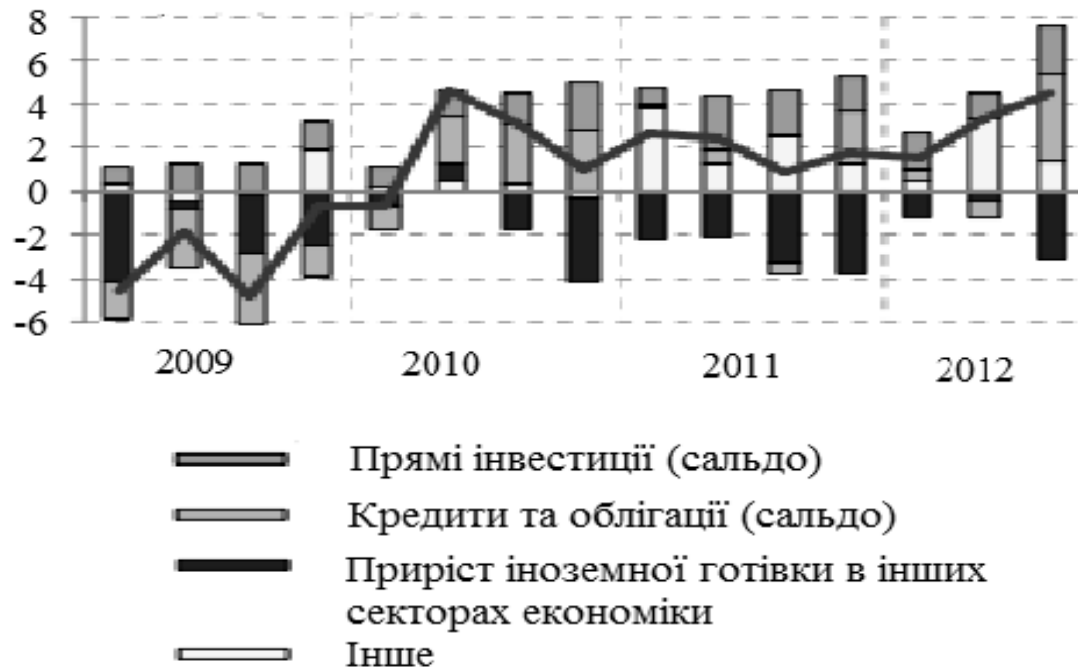 8
6
4
2
0
-2
-4
-6
2009 2010 2011 2012
Прямі інвестиції (сальдо)
Кредити та облігації (сальдо)
Приріст іноземної готівки в інших
секторах економіки
Інше